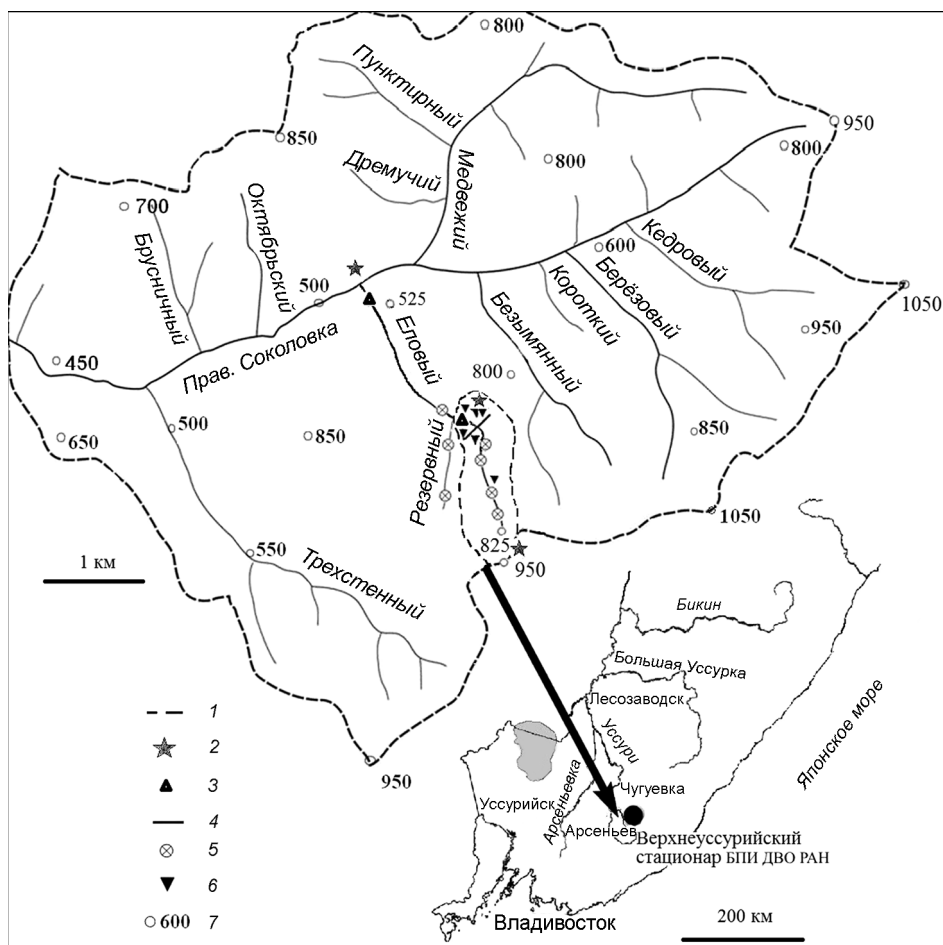 800
Пунктирный
950
850
800
Медвежий
800
Дремучий
Октябрьский
700
Брусничный
600
Кедровый
Берёзовый
Короткий
500
525
1050
Безымянный
Еловый
950
Прав. Соколовка
450
800
500
850
850
650
Резервный
1050
825
550
950
1 км
Трехстенный
Бикин
Большая Уссурка
Лесозаводск
1
Уссури
Японское море
2
950
3
Чугуевка
Арсеньевка
Уссурийск
4
Арсеньев
Верхнеуссурийский
стационар БПИ ДВО РАН
5
6
600 7
Владивосток
200 км